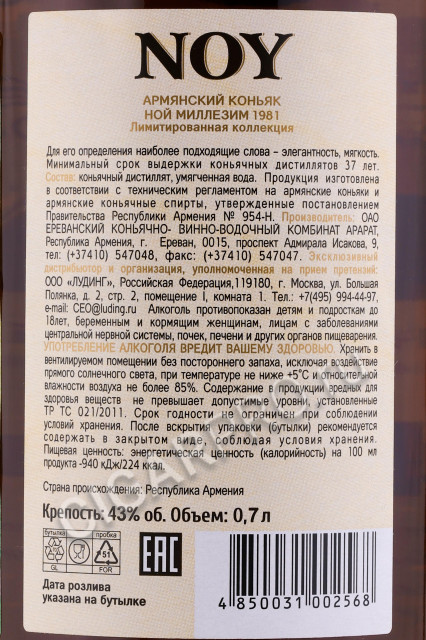 NOY
АРМЯНСКИЙ КОНЬЯК
НОЙ МИЛЛЕЗИМ 1981
Лимитированная коллекция
Для его определения наиболее подходящие слова – элегантность, мягкость.
Минимальный срок выдержки коньячных дистиллятов 37 лет.
Состав: коньячный дистиллят, умягченная вода. Продукция изготовлена
в соответствии с техническим регламентом на армянские коньяки и
армянские коньячные спирты, утвержденные постановлением
Правительства Республики Армения № 954-Н. Производитель: ОАО
ЕРЕВАНСКИЙ КОНЬЯЧНО- ВИННО-ВОДОЧНЫЙ КОМБИНАТ АРАРАТ,
Республика Армения, г. Ереван, 0015, проспект Адмирала Исакова, 9,
тел: (+37410) 547048, факс: (+37410) 547047. Эксклюзивный
дистрибьютор и организация, уполномоченная на прием претензий:
ООО «ЛУДИНГ», Российская Федерация,119180, г. Москва, ул. Большая
Полянка, д. 2, стр. 2, помещение I, комната 1. Тел.: +7(495) 994-44-97,
e-mail: CEO@luding.ru Алкоголь противопоказан детям и подросткам до
18лет, беременным и кормящим женщинам, лицам с заболеваниями
центральной нервной системы, почек, печени и других органов пищеварения.
УПОТРЕБЛЕНИЕ АЛКОГОЛЯ ВРЕДИТ ВАШЕМУ ЗДОРОВЬЮ. Хранить в
вентилируемом помещении без постороннего запаха, исключая воздействие
прямого солнечного света, при температуре не ниже +5°С и относительной
влажности воздуха не более 85%. Содержание в продукции вредных для
здоровья веществ не превышает допустимые уровни, установленные
ТР ТС 021/2011. Срок годности не ограничен при соблюдении
условий хранения. После вскрытия упаковки (бутылки) рекомендуется
содержать в закрытом виде, соблюдая условия хранения.
Пищевая ценность: энергетическая ценность (калорийность) на 100 мл
продукта -940 кДж/224 ккал.
Страна происхождения: Республика Армения
Крепость: 43% об. Объем: 0,7 л
бутылка пробка
GL 51 FOR
EAC
Дата розлива
указана на бутылке
4 850031 002568